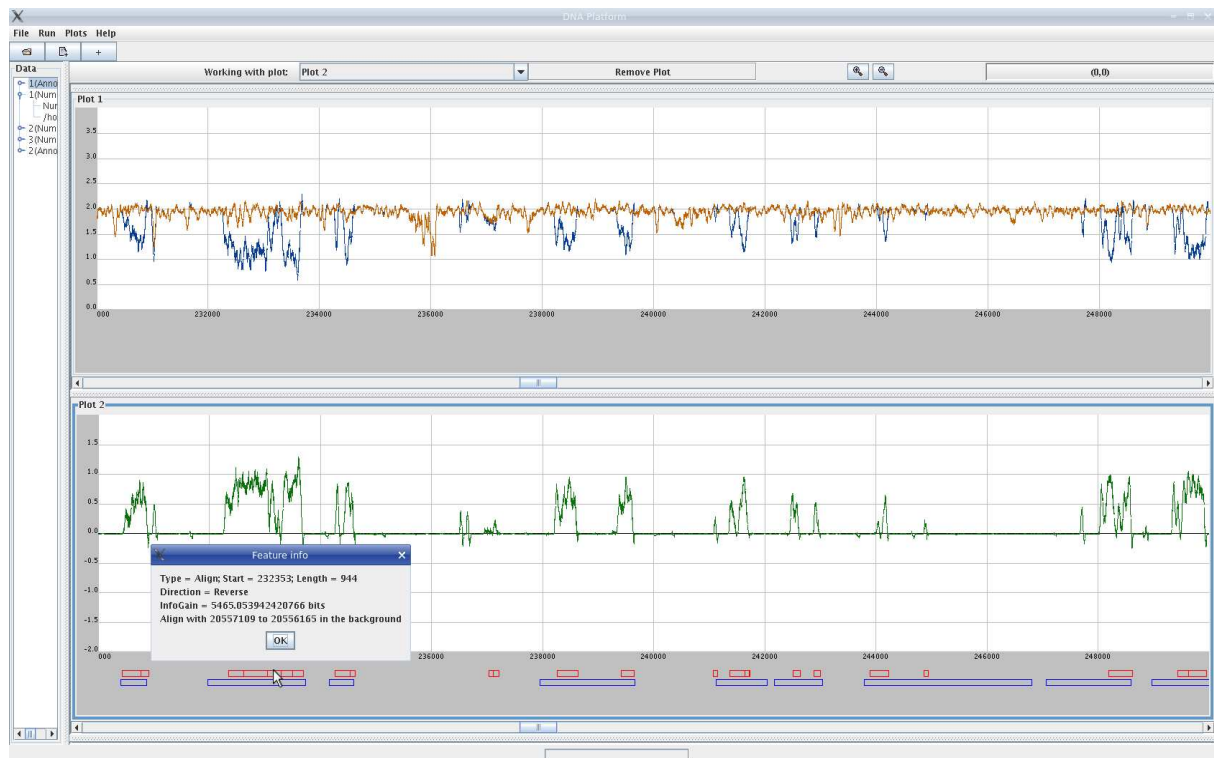 DNA Platform
File Run Plots Help
+
Data
Working with plot: Plot 2 Remove Plot (0,0)
1(Anno
1(Num
Nur
/ho
2(Num
3(Num
2(Anno
Plot 1
3.5
3.0
2.5
2.0
1.5
1.0
0.5
0.0
000 232000 234000 236000 238000 240000 242000 244000 246000 248000
Plot 2
1.5
1.0
0.5
0.0
-0.5
-1.0
-1.5
-2.0
Feature info
Type = Align; Start = 232353; Length = 944
Direction = Reverse
InfoGain = 5465.053942420766 bits
Align with 20557109 to 20556165 in the background
OK
000 236000 238000 240000 242000 244000 246000 248000